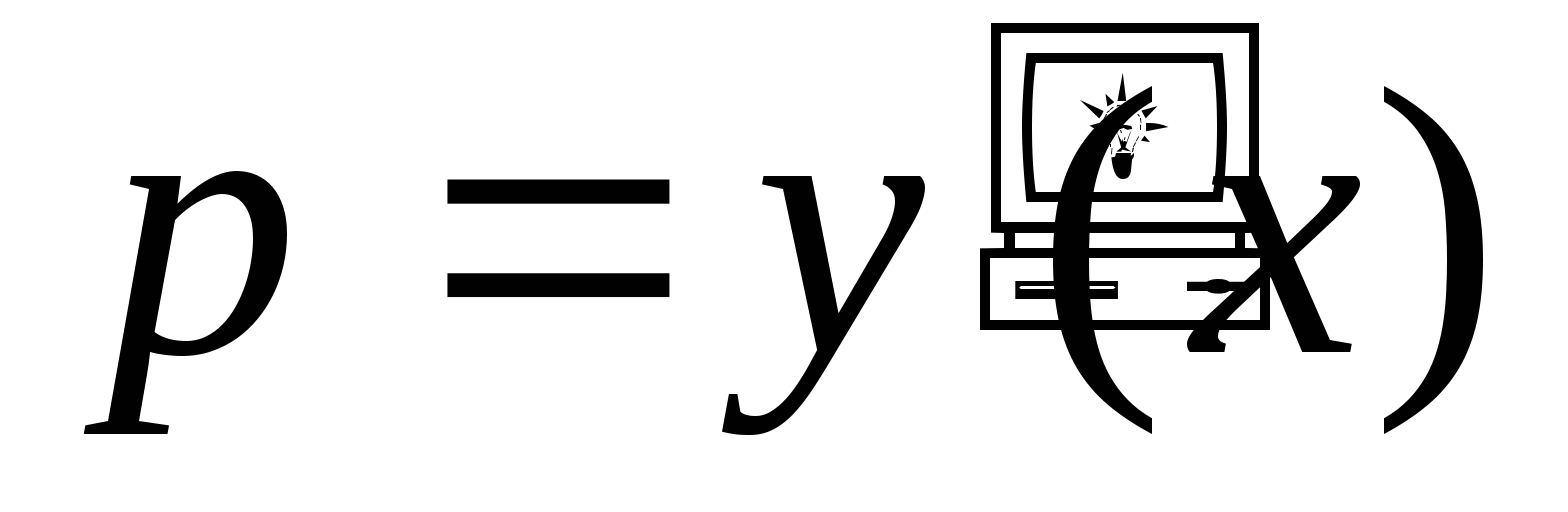 p = y(x)